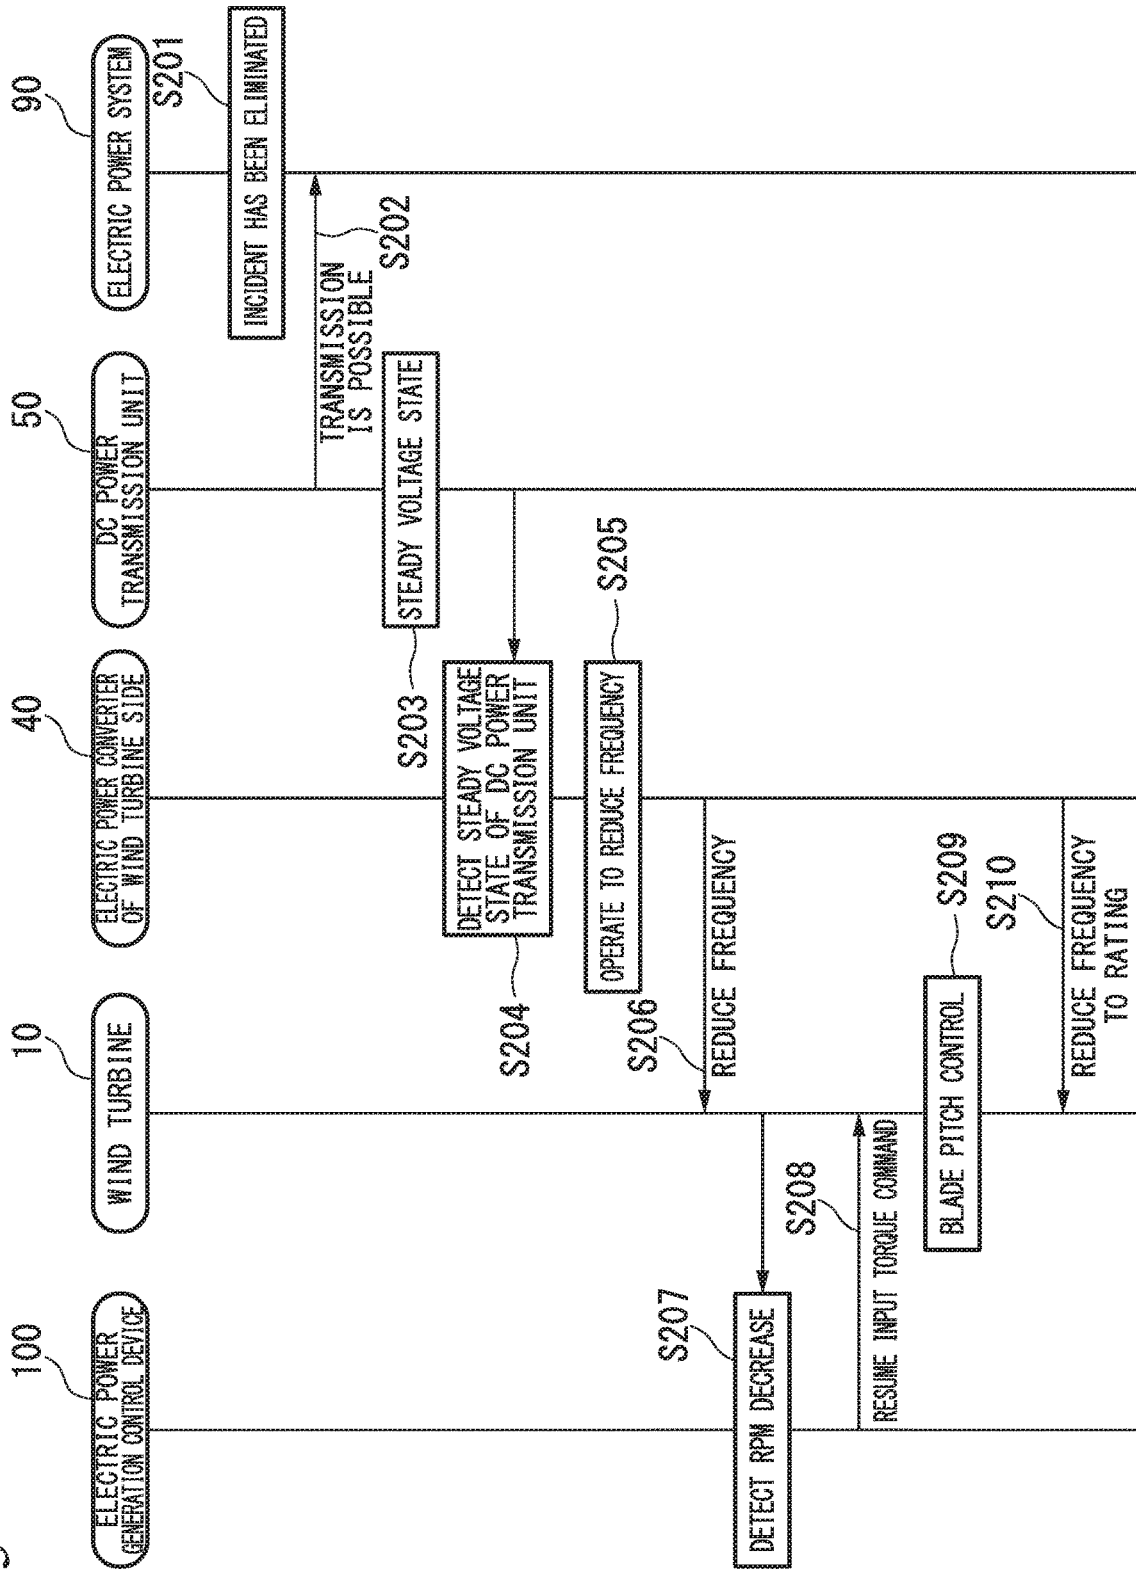 100
ELECTRIC POWER
GENERATION CONTROL DEVICE
10
WIND TURBINE
40
ELECTRIC POWER CONVERTER
OF WIND TURBINE SIDE
50
DC POWER
TRANSMISSION UNIT
90
ELECTRIC POWER SYSTEM
S201
INCIDENT HAS BEEN ELIMINATED
TRANSMISSION
IS POSSIBLE
S202
S203
STEADY VOLTAGE STATE
DETECT STEADY VOLTAGE
STATE OF DC POWER
TRANSMISSION UNIT
S204
OPERATE TO REDUCE FREQUENCY
S205
S206
REDUCE FREQUENCY
S207
DETECT RPM DECREASE
S208
RESUME INPUT TORQUE COMMAND
BLADE PITCH CONTROL
S209
S210
REDUCE FREQUENCY
TO RATING